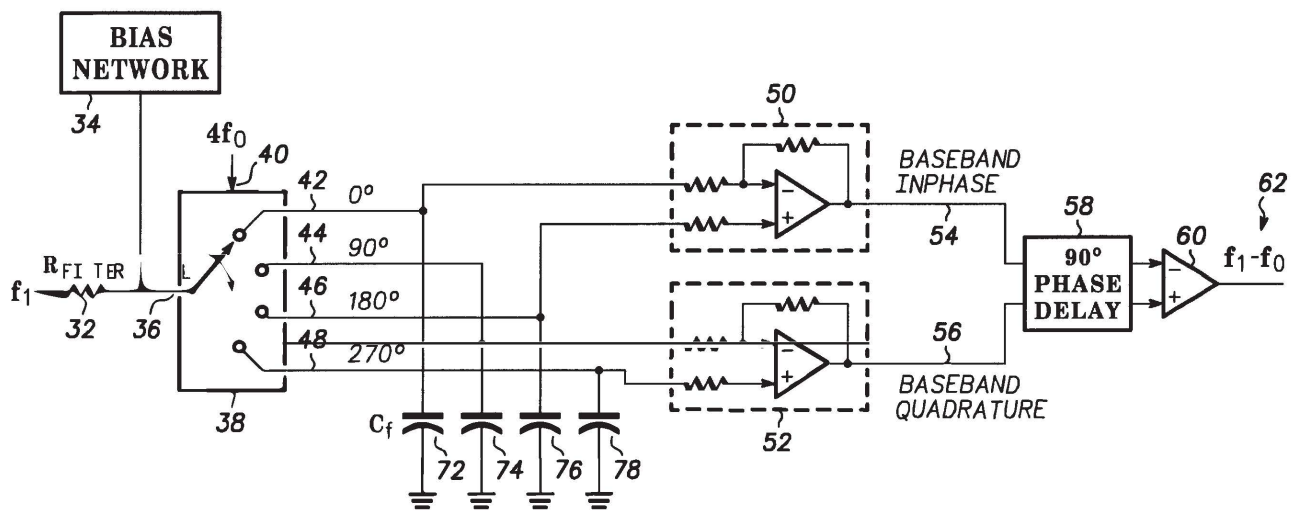 BIAS
NETWORK
34
4f0
40
42
0°
44
90°
46
180°
48
270°
RFI TER
L
f1
32
36
38
Cf
72
74
76
78
50
52
BASEBAND
INPHASE
54
56
BASEBAND
QUADRATURE
58
90°
PHASE
DELAY
60
62
f1-f0